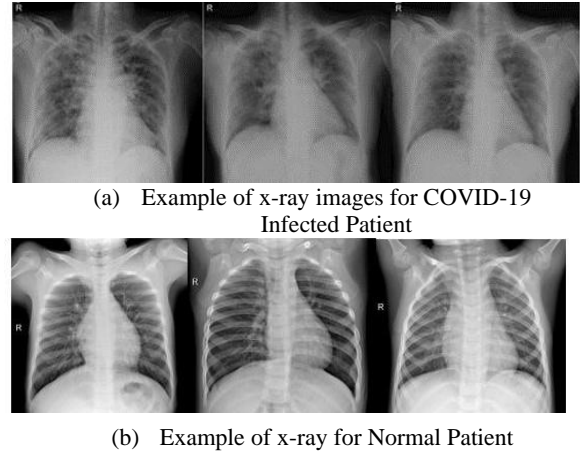 R
R
R
(a) Example of x-ray images for COVID-19
Infected Patient
R
R
R
(b) Example of x-ray for Normal Patient